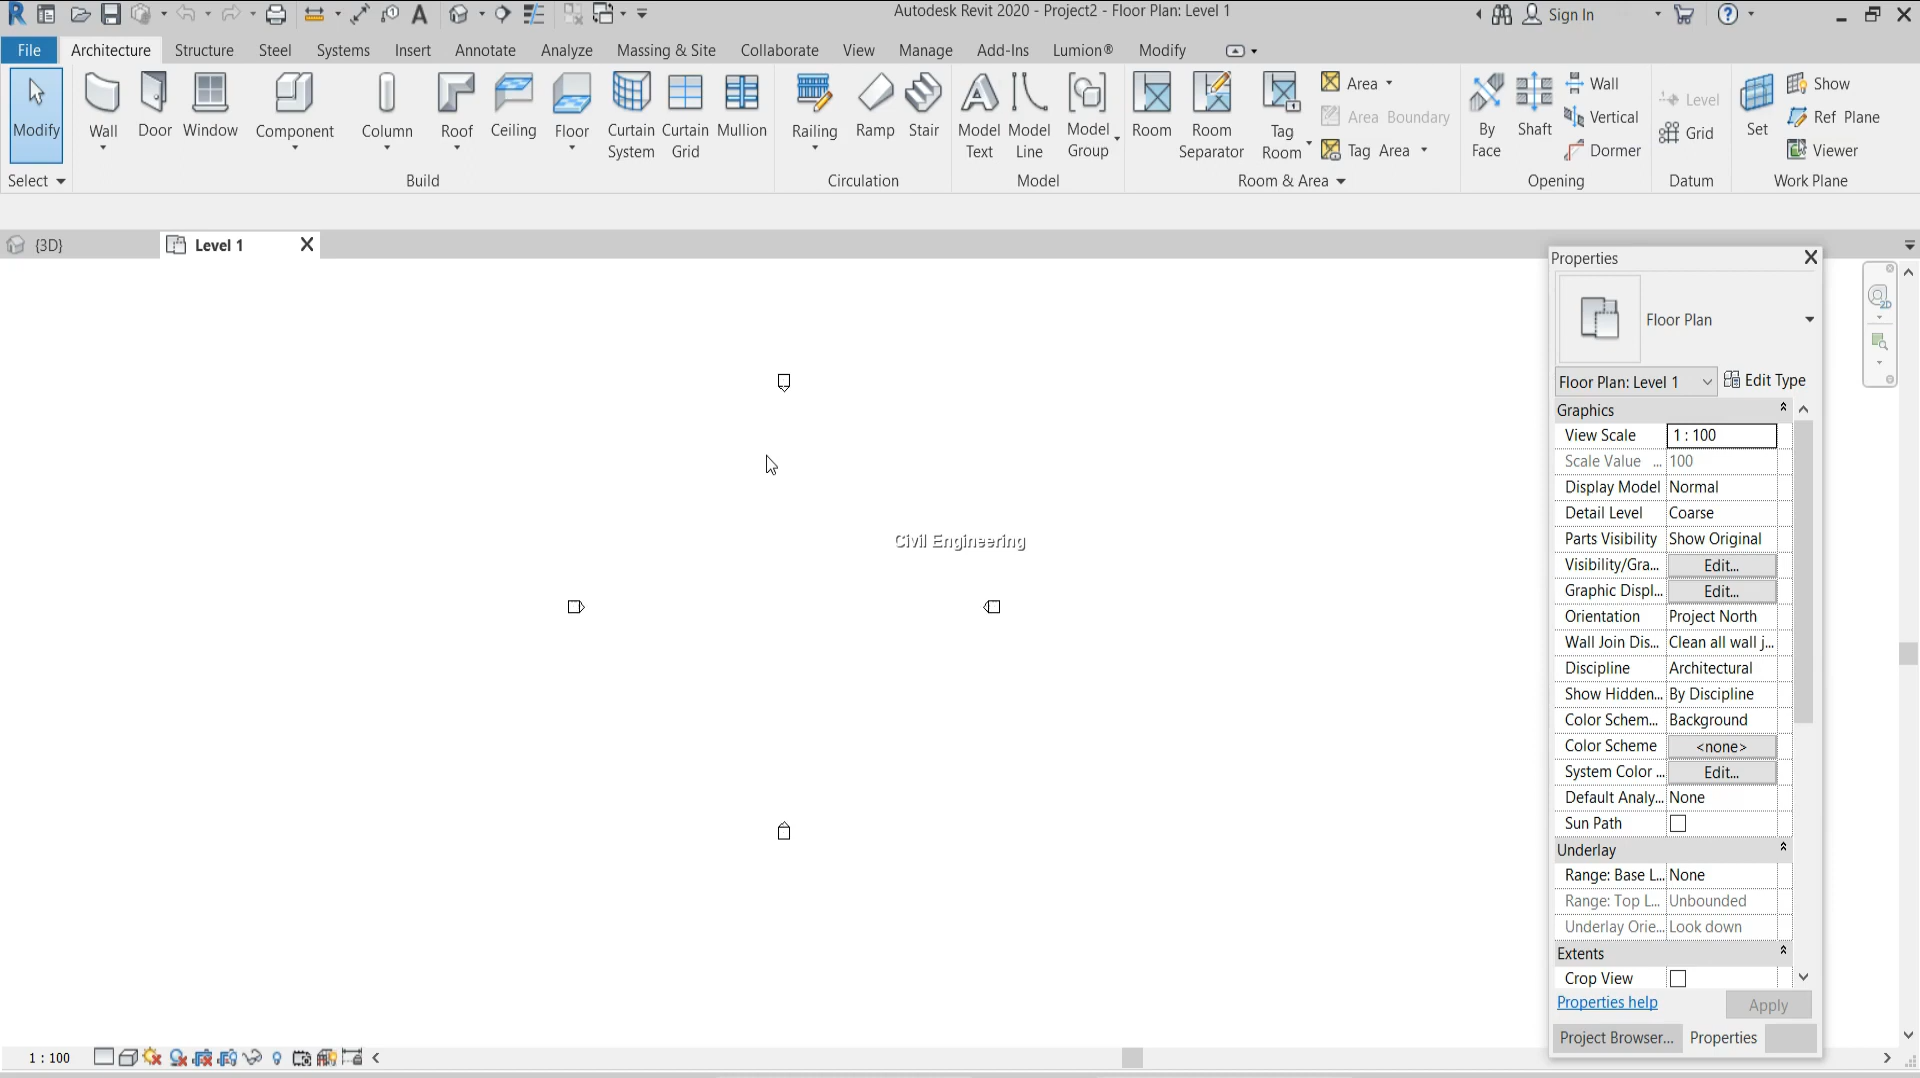 Autodesk Revit 2020 - Project2 - Floor Plan: Level 1
Sign In
File Architecture Structure Steel Systems Insert Annotate Analyze Massing & Site Collaborate View Manage Add-Ins Lumion® Modify
Modify
Wall
Door
Window
Component
Column
Roof
Ceiling
Floor
Curtain System
Curtain Grid
Mullion
Railing
Ramp
Stair
Model Text
Model Line
Model Group
Room
Room Separator
Tag Room
Area
Area Boundary
Tag Area
By Face
Shaft
Wall
Vertical
Dormer
Level
Grid
Set
Show
Ref Plane
Viewer
Select
Build
Circulation
Model
Room & Area
Opening
Datum
Work Plane
{3D}
Level 1
Civil Engineering
Properties
Floor Plan
Floor Plan: Level 1 Edit Type
Graphics
View Scale 1 : 100
Scale Value ... 100
Display Model Normal
Detail Level Coarse
Parts Visibility Show Original
Visibility/Gra... Edit...
Graphic Displ... Edit...
Orientation Project North
Wall Join Dis... Clean all wall j...
Discipline Architectural
Show Hidden... By Discipline
Color Schem... Background
Color Scheme <none>
System Color ... Edit...
Default Analy... None
Sun Path
Underlay
Range: Base L... None
Range: Top L... Unbounded
Underlay Orie... Look down
Extents
Crop View
Properties help Apply
Project Browser... Properties
2D
1 : 100